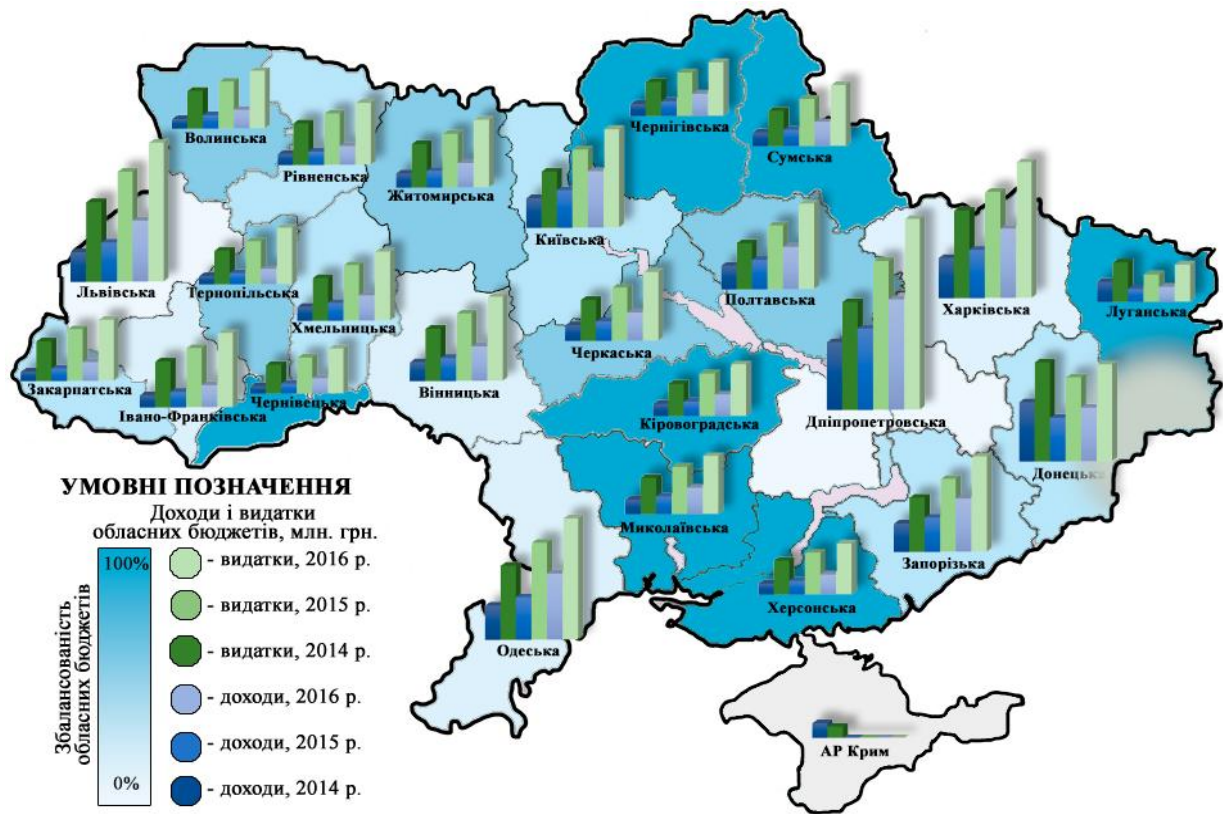 Чернігівська
Сумська
Волинська
Рівненська
Житомирська
Київська
Львівська
Тернопільська
Хмельницька
Полтавська
Харківська
Луганська
Черкаська
Закарпатська
Івано-Франківська
Чернівецька
Вінницька
Кіровоградська
Дніпропетровська
Донецька
Миколаївська
Запорізька
Херсонська
Одеська
АР Крим
УМОВНІ ПОЗНАЧЕННЯ
Доходи і видатки
обласних бюджетів, млн. грн.
Збалансованість
обласних бюджетів
100%
0%
- видатки, 2016 р.
- видатки, 2015 р.
- видатки, 2014 р.
- доходи, 2016 р.
- доходи, 2015 р.
- доходи, 2014 р.